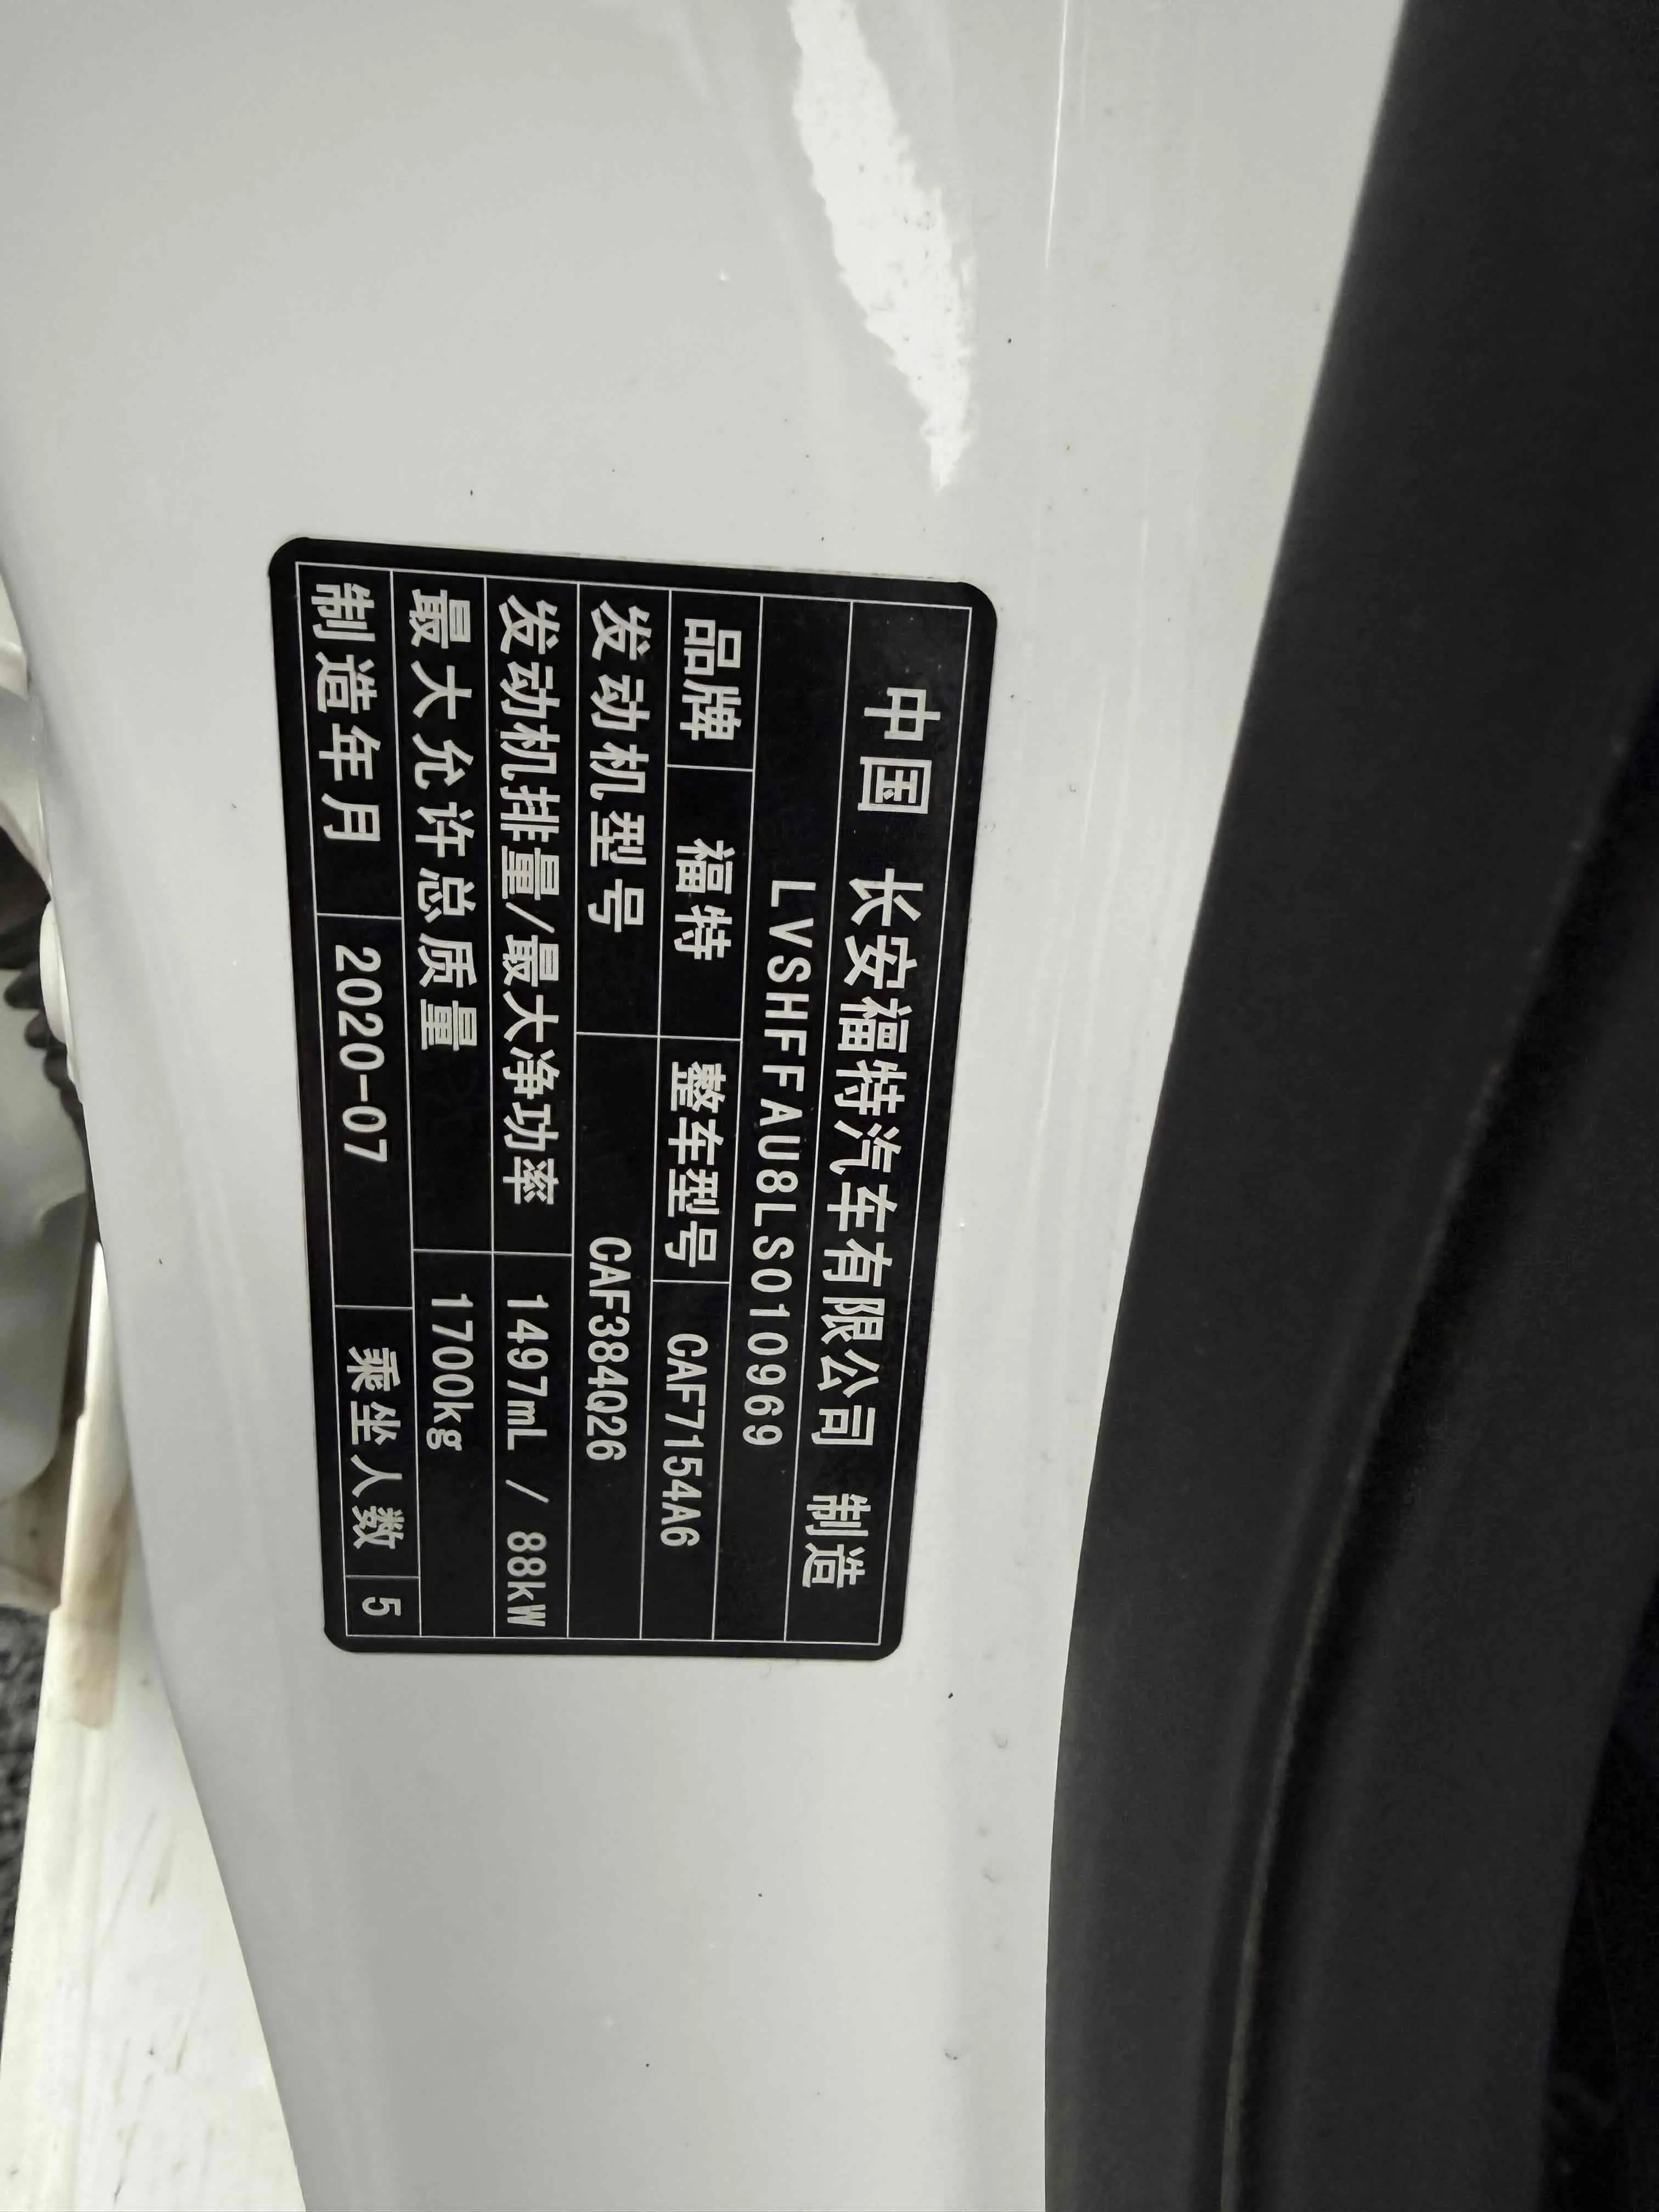 中国 长安福特汽车有限公司 制造
LVSHFFAU8LS010969
品牌 福特 整车型号 CAF7154A6
发动机型号 CAF384Q26
发动机排量/最大净功率 1497mL / 88kW
最大允许总质量 1700kg
制造年月 2020-07 乘坐人数 5